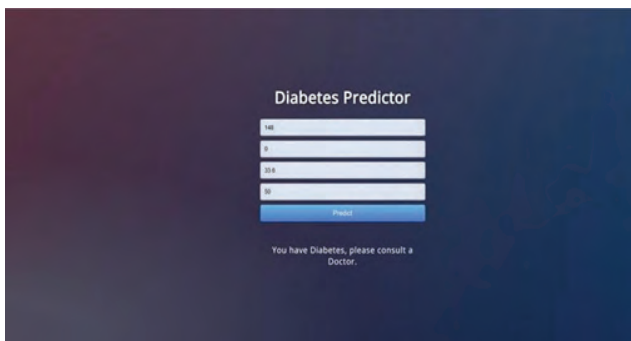 Diabetes Predictor
148
0
33.6
50
Predict
You have Diabetes, please consult a
Doctor.